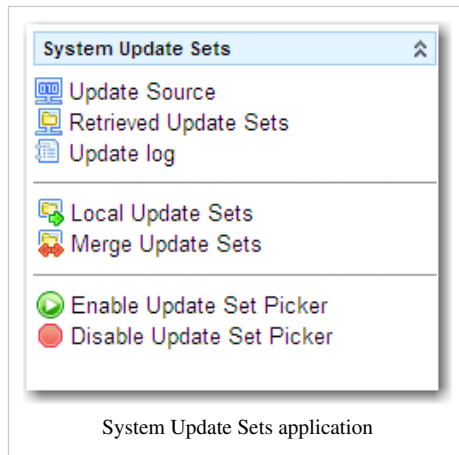 System Update Sets
Update Source
Retrieved Update Sets
Update log
Local Update Sets
Merge Update Sets
Enable Update Set Picker
Disable Update Set Picker
System Update Sets application